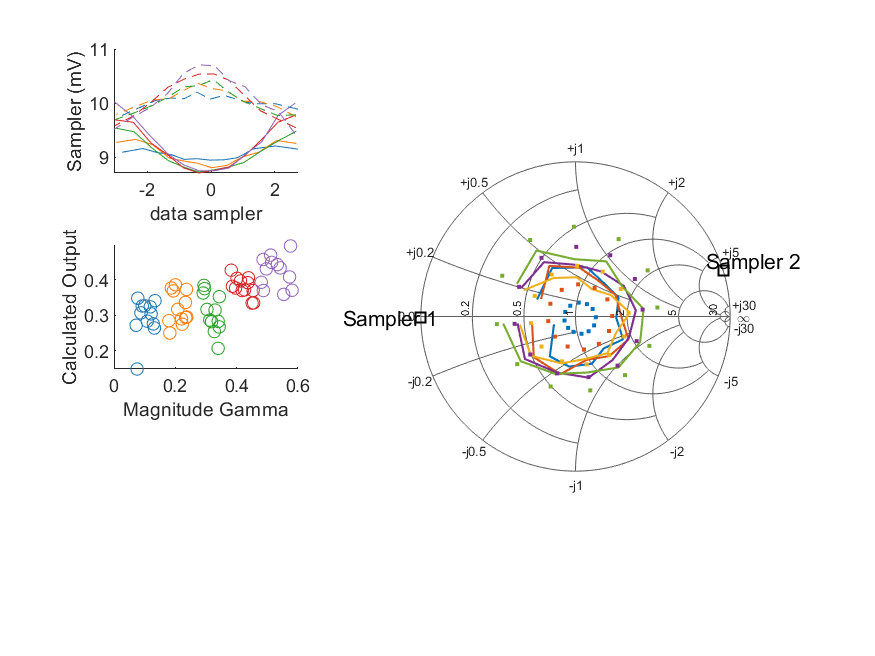 11
10
9
Sampler (mV)
-2
0
2
data sampler
0.4
0.3
0.2
Calculated Output
0
0.2
0.4
0.6
Magnitude Gamma
+j1
+j0.5
+j2
+j0.2
+j5
Sampler 2
0.2
0.5
1
2
5
30
+j30
∞
-j30
Sampler 1
-j0.2
-j5
-j0.5
-j2
-j1